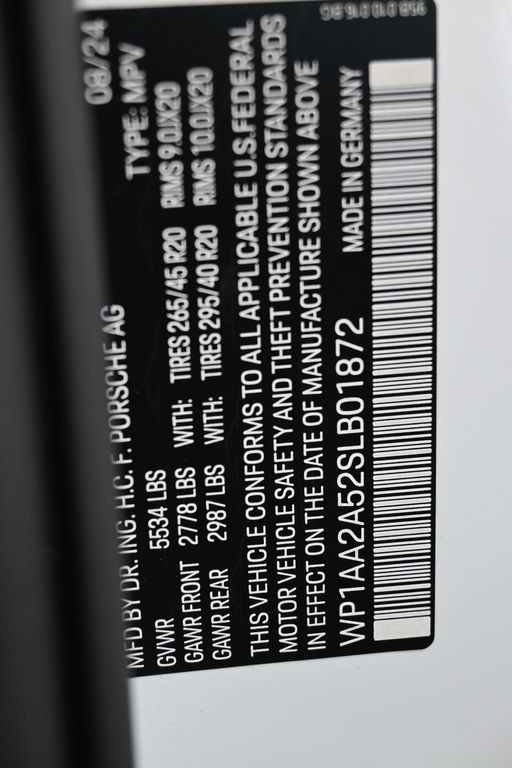 MFD BY DR. ING. H.C. F. PORSCHE AG 08/24
GVWR 5534 LBS TYPE: MPV
GAWR FRONT 2778 LBS WITH: TIRES 265/45 R20 RIMS 9.0JX20
GAWR REAR 2987 LBS WITH: TIRES 295/40 R20 RIMS 10.0JX20
THIS VEHICLE CONFORMS TO ALL APPLICABLE U.S. FEDERAL
MOTOR VEHICLE SAFETY AND THEFT PREVENTION STANDARDS
IN EFFECT ON THE DATE OF MANUFACTURE SHOWN ABOVE
WP1AA2A52SLB01872 MADE IN GERMANY